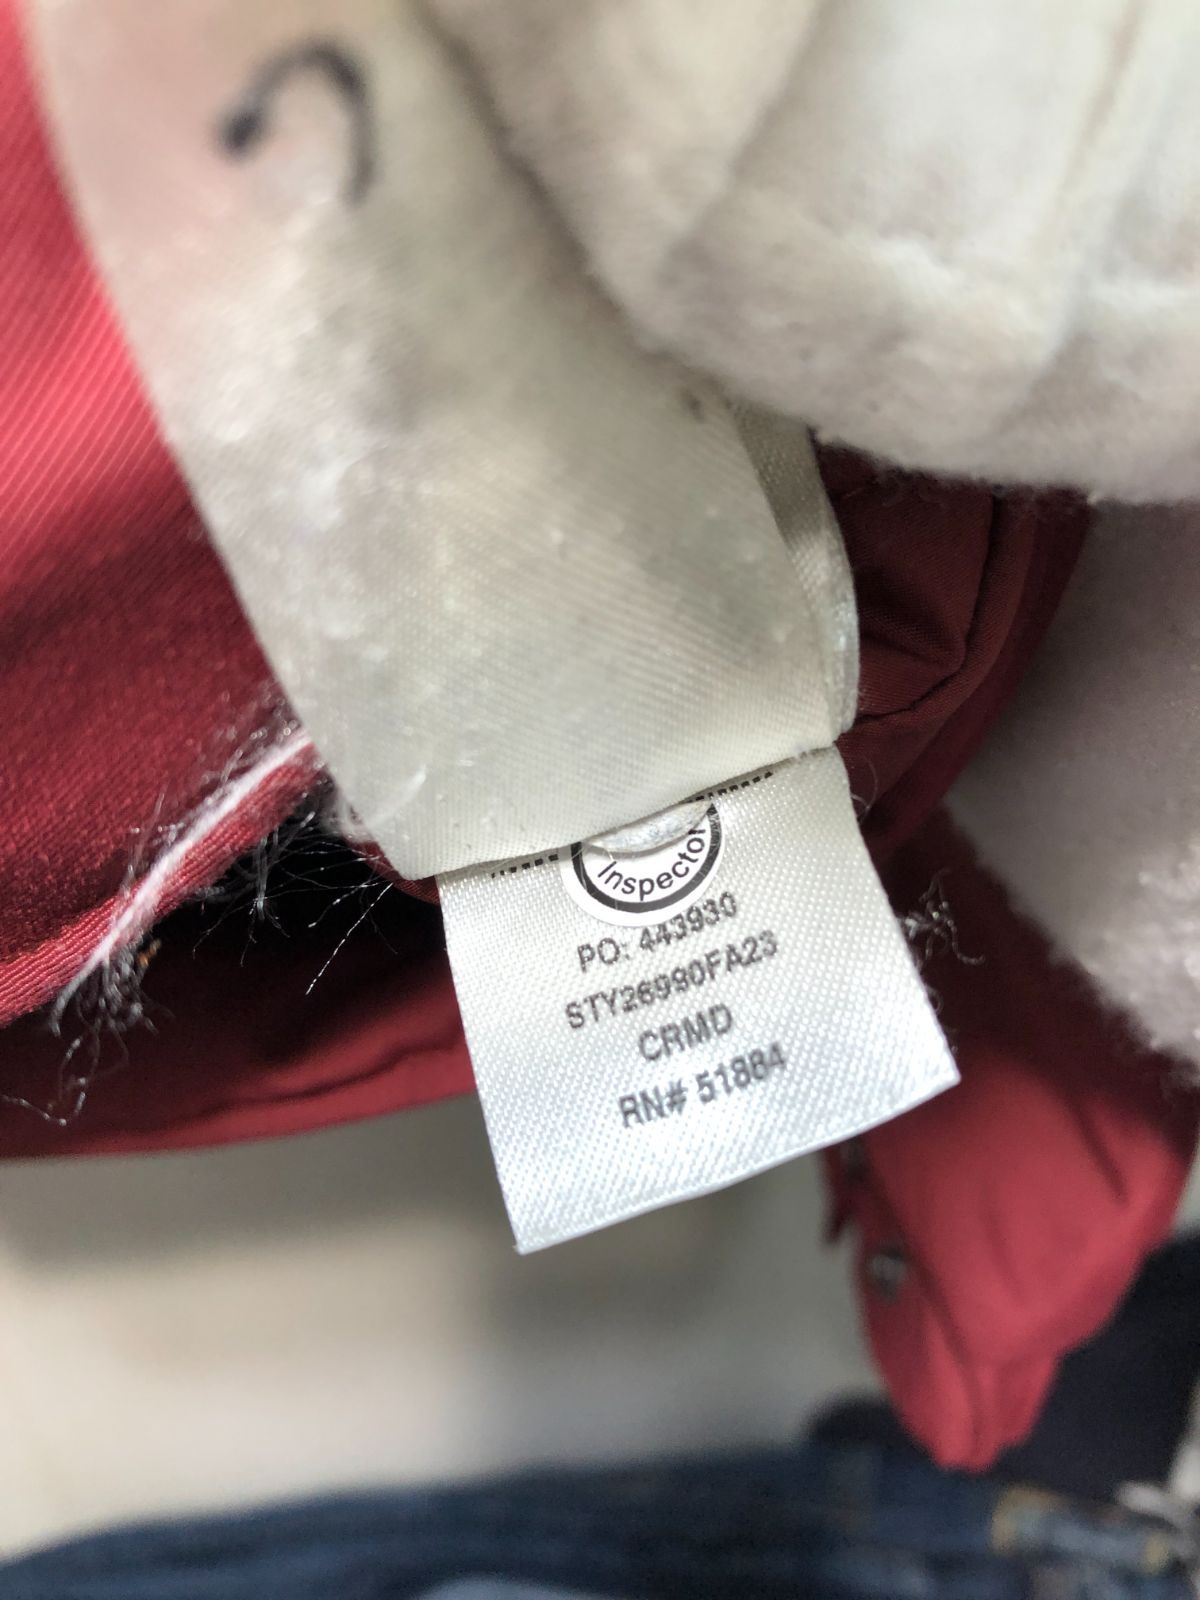 Inspector
PO: 443930
STY26990FA23
CRMD
RN# 51884